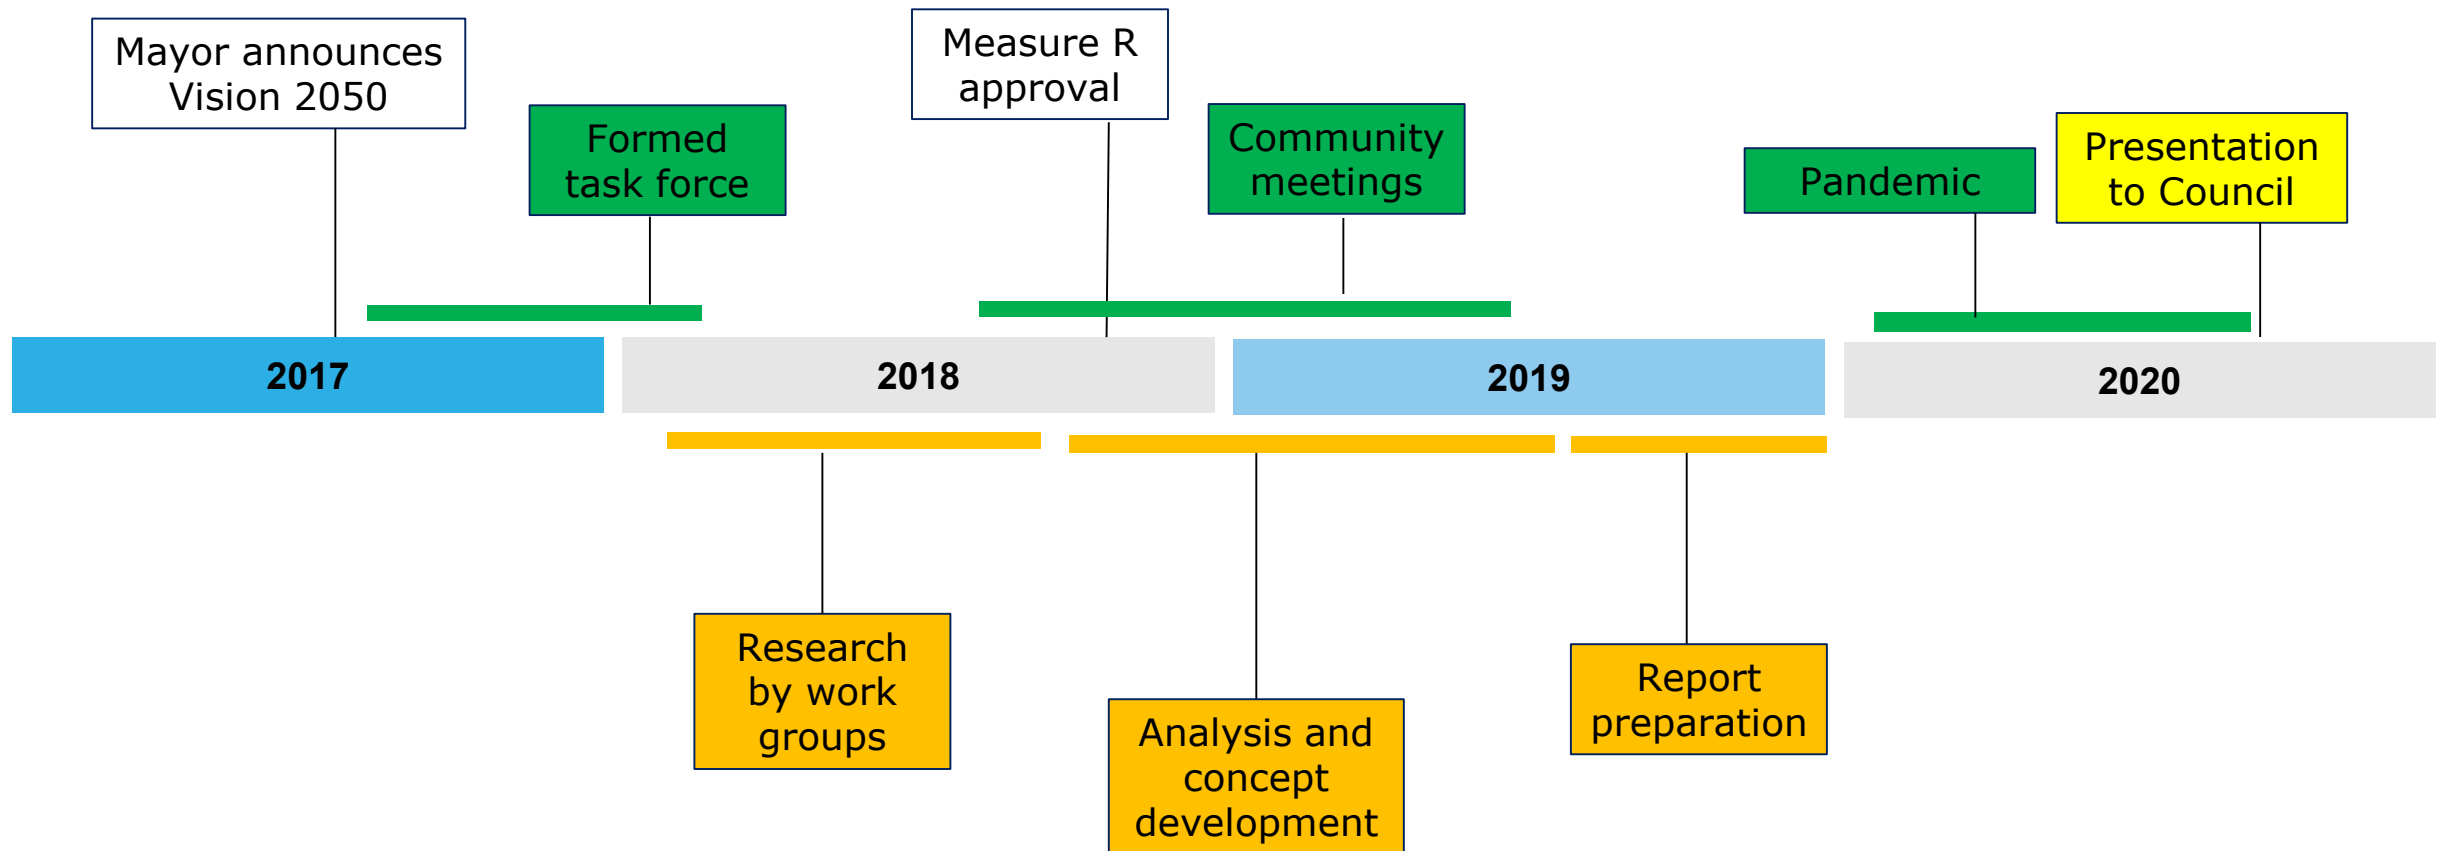 Mayor announces
Vision 2050
Formed
task force
Measure R
approval
Community
meetings
Pandemic
Presentation
to Council
2017
2018
2019
2020
Research
by work
groups
Analysis and
concept
development
Report
preparation